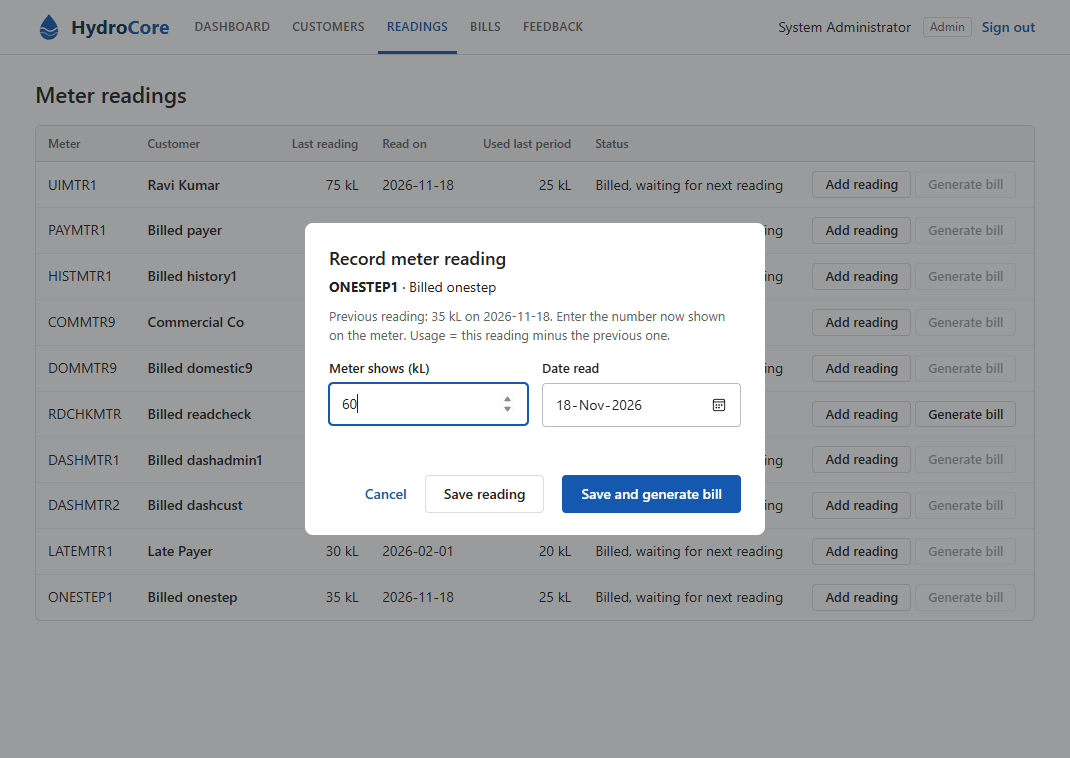 HydroCore DASHBOARD CUSTOMERS READINGS BILLS FEEDBACK System Administrator Admin Sign out
Meter readings
Meter Customer Last reading Read on Used last period Status
UIMTR1 Ravi Kumar 75 kL 2026-11-18 25 kL Billed, waiting for next reading Add reading Generate bill
PAYMTR1 Billed payer ing Add reading Generate bill
HISTMTR1 Billed history1 ing Add reading Generate bill
COMMTR9 Commercial Co Add reading Generate bill
DOMMTR9 Billed domestic9 ing Add reading Generate bill
RDCHKMTR Billed readcheck Add reading Generate bill
DASHMTR1 Billed dashadmin1 ing Add reading Generate bill
DASHMTR2 Billed dashcust ing Add reading Generate bill
LATEMTR1 Late Payer 30 kL 2026-02-01 20 kL Billed, waiting for next reading Add reading Generate bill
ONESTEP1 Billed onestep 35 kL 2026-11-18 25 kL Billed, waiting for next reading Add reading Generate bill
Record meter reading
ONESTEP1 · Billed onestep
Previous reading: 35 kL on 2026-11-18. Enter the number now shown
on the meter. Usage = this reading minus the previous one.
Meter shows (kL) Date read
60 18-Nov-2026
Cancel Save reading Save and generate bill